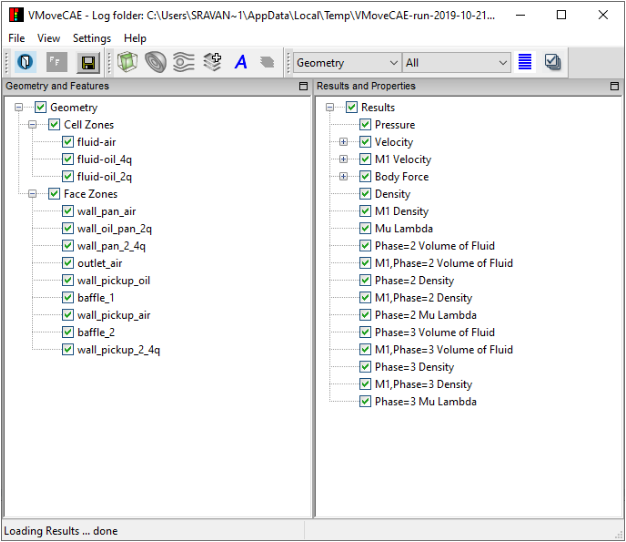 VMoveCAE - Log folder: C:\Users\SRAVAN~1\AppData\Local\Temp\VMoveCAE-run-2019-10-21...
File View Settings Help
A Geometry All
Geometry and Features
Geometry
Cell Zones
fluid-air
fluid-oil_4q
fluid-oil_2q
Face Zones
wall_pan_air
wall_oil_pan_2q
wall_pan_2_4q
outlet_air
wall_pickup_oil
baffle_1
wall_pickup_air
baffle_2
wall_pickup_2_4q
Results and Properties
Results
Pressure
Velocity
M1 Velocity
Body Force
Density
M1 Density
Mu Lambda
Phase=2 Volume of Fluid
M1,Phase=2 Volume of Fluid
Phase=2 Density
M1,Phase=2 Density
Phase=2 Mu Lambda
Phase=3 Volume of Fluid
M1,Phase=3 Volume of Fluid
Phase=3 Density
M1,Phase=3 Density
Phase=3 Mu Lambda
Loading Results ... done